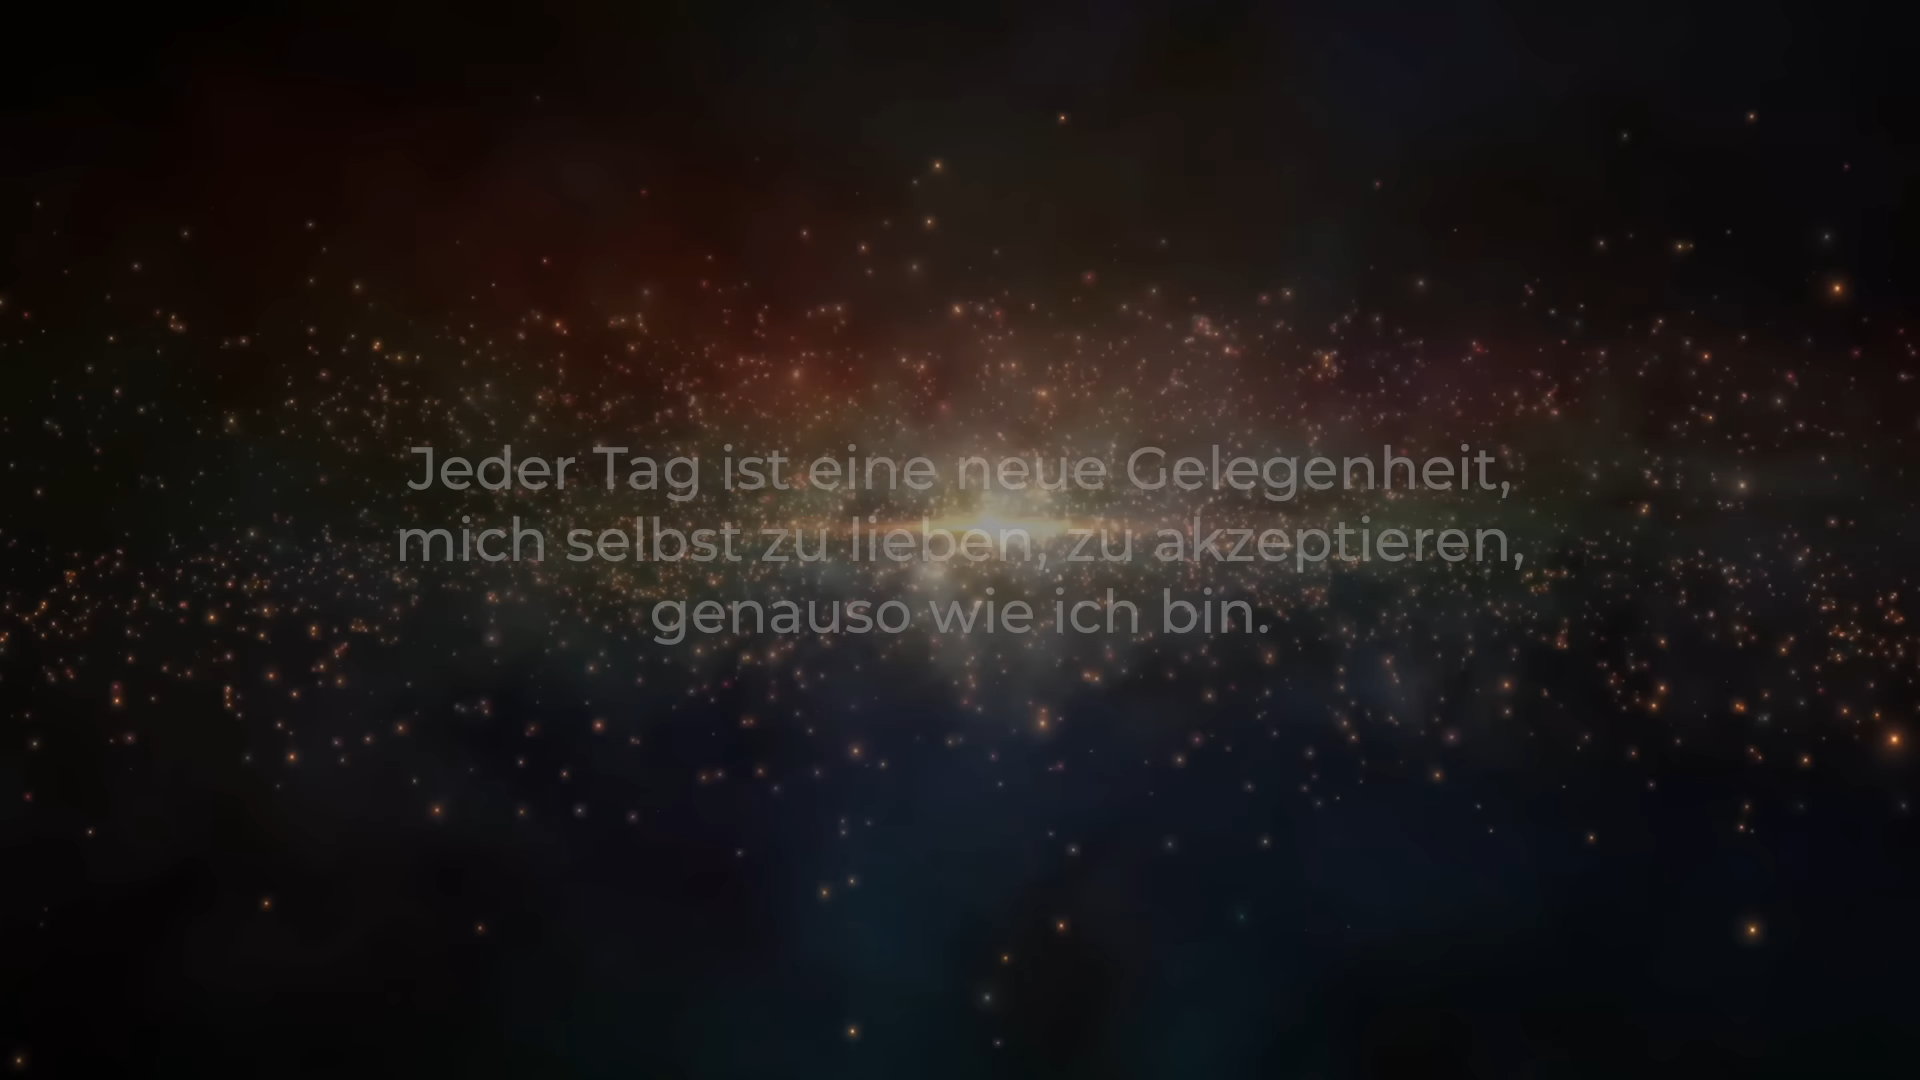 Jeder Tag ist eine neue Gelegenheit,
mich selbst zu lieben, zu akzeptieren,
genauso wie ich bin.